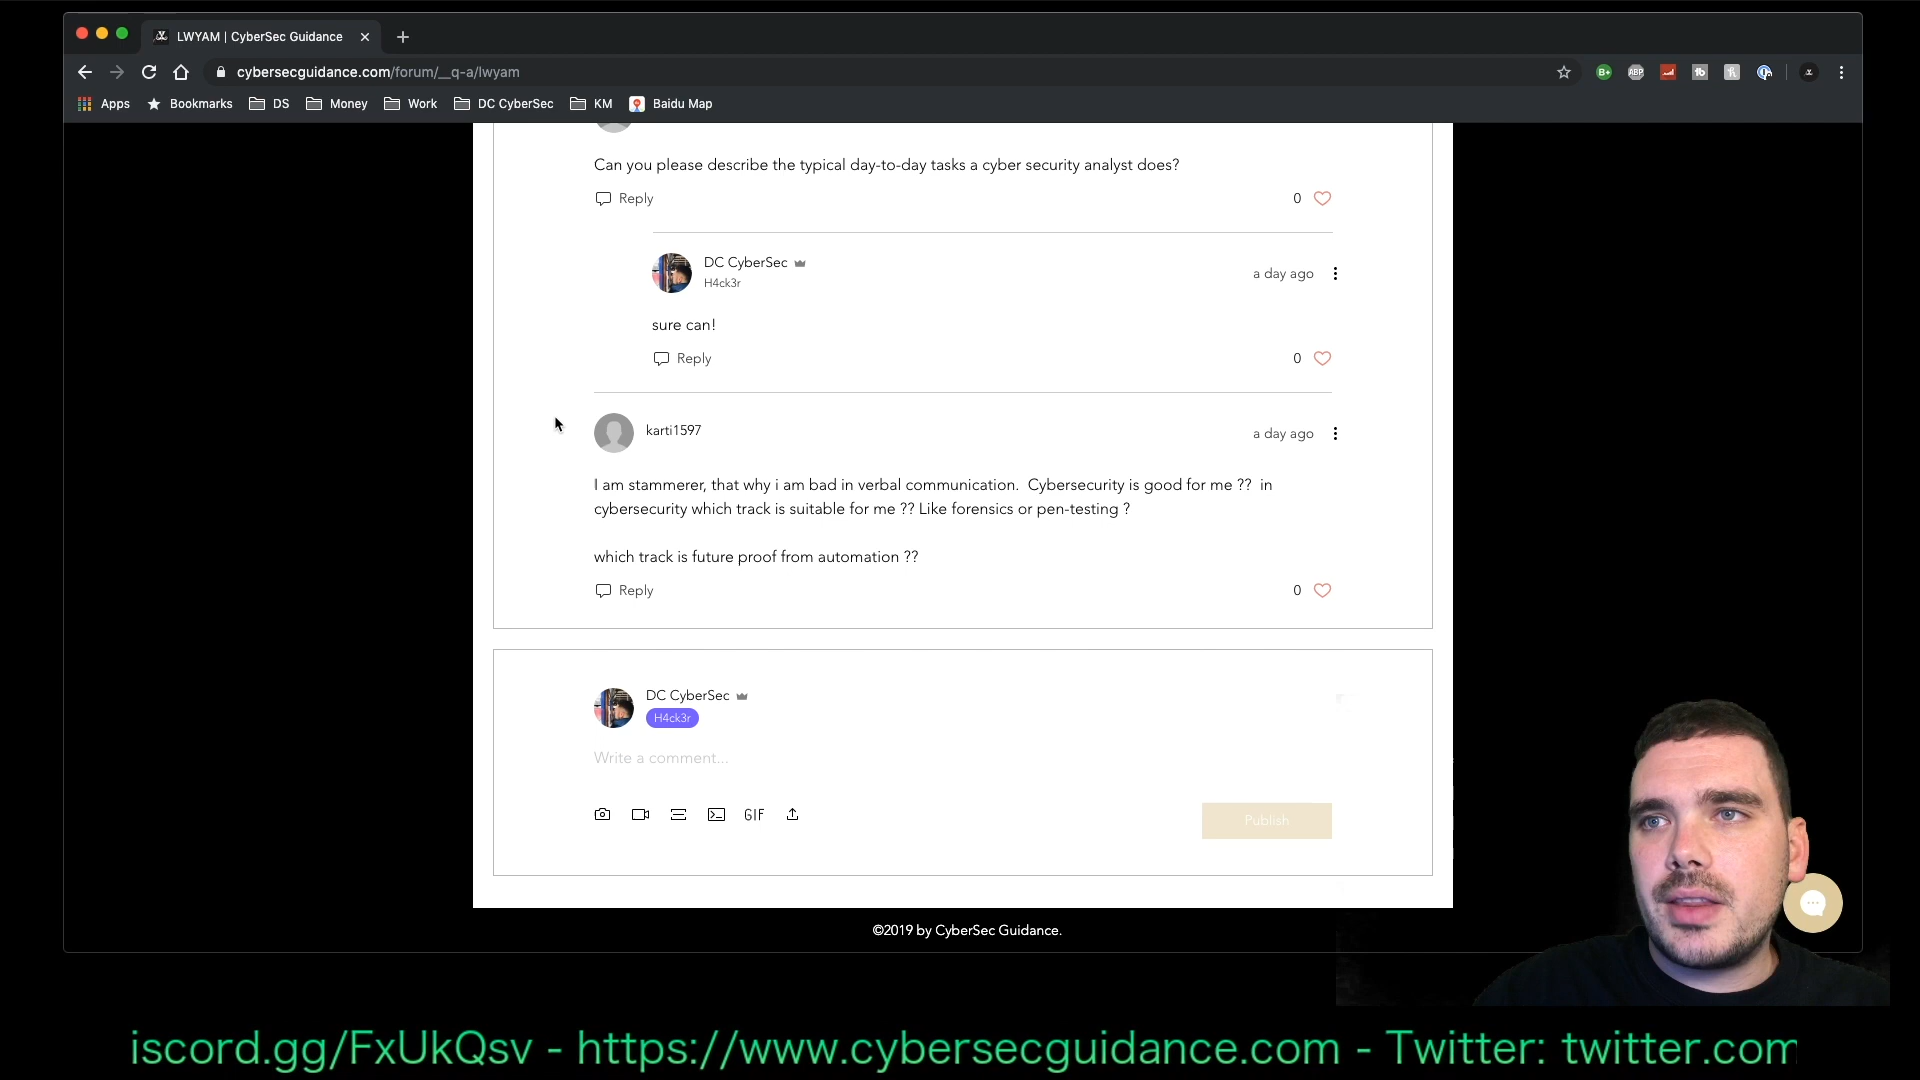 LWYAM | CyberSec Guidance
cybersecguidance.com/forum/__q-a/lwyam
Apps Bookmarks DS Money Work DC CyberSec KM Baidu Map
Can you please describe the typical day-to-day tasks a cyber security analyst does?
Reply 0
DC CyberSec
H4ck3r
a day ago
sure can!
Reply 0
karti1597
a day ago
I am stammerer, that why i am bad in verbal communication.  Cybersecurity is good for me ??  in
cybersecurity which track is suitable for me ?? Like forensics or pen-testing ?
which track is future proof from automation ??
Reply 0
DC CyberSec
H4ck3r
Write a comment...
GIF
Publish
©2019 by CyberSec Guidance.
iscord.gg/FxUkQsv - https://www.cybersecguidance.com - Twitter: twitter.com